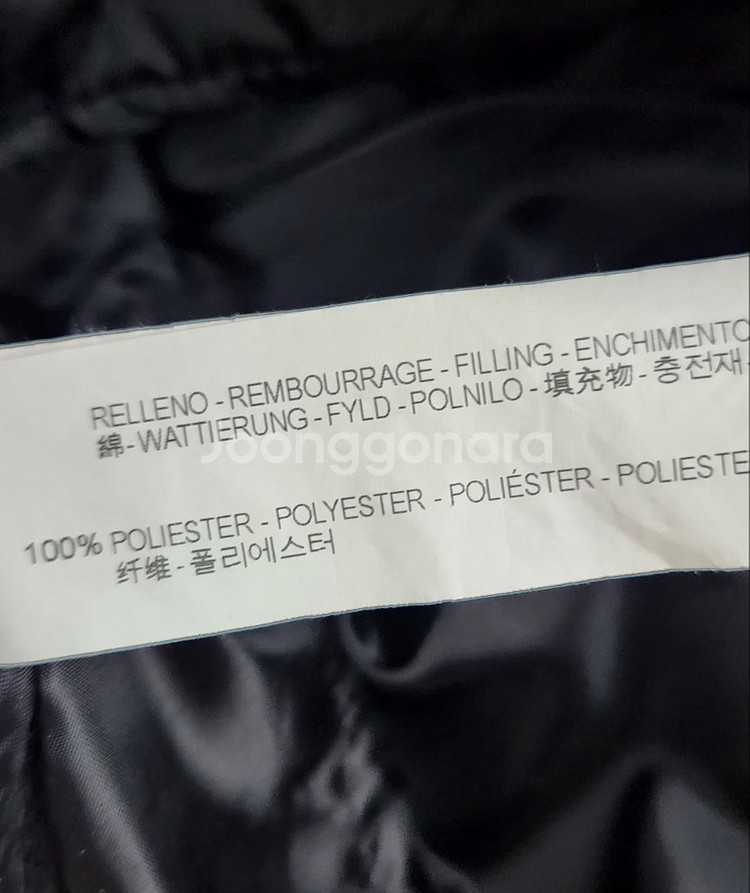 RELLENO - REMBOURRAGE - FILLING - ENCHIMENTO
綿 - WATTIERUNG - FYLD - POLNILO - 填充物 - 충전재 -
Joonggonara
100% POLIESTER - POLYESTER - POLIÉSTER - POLIESTE
纤维 - 폴리에스터